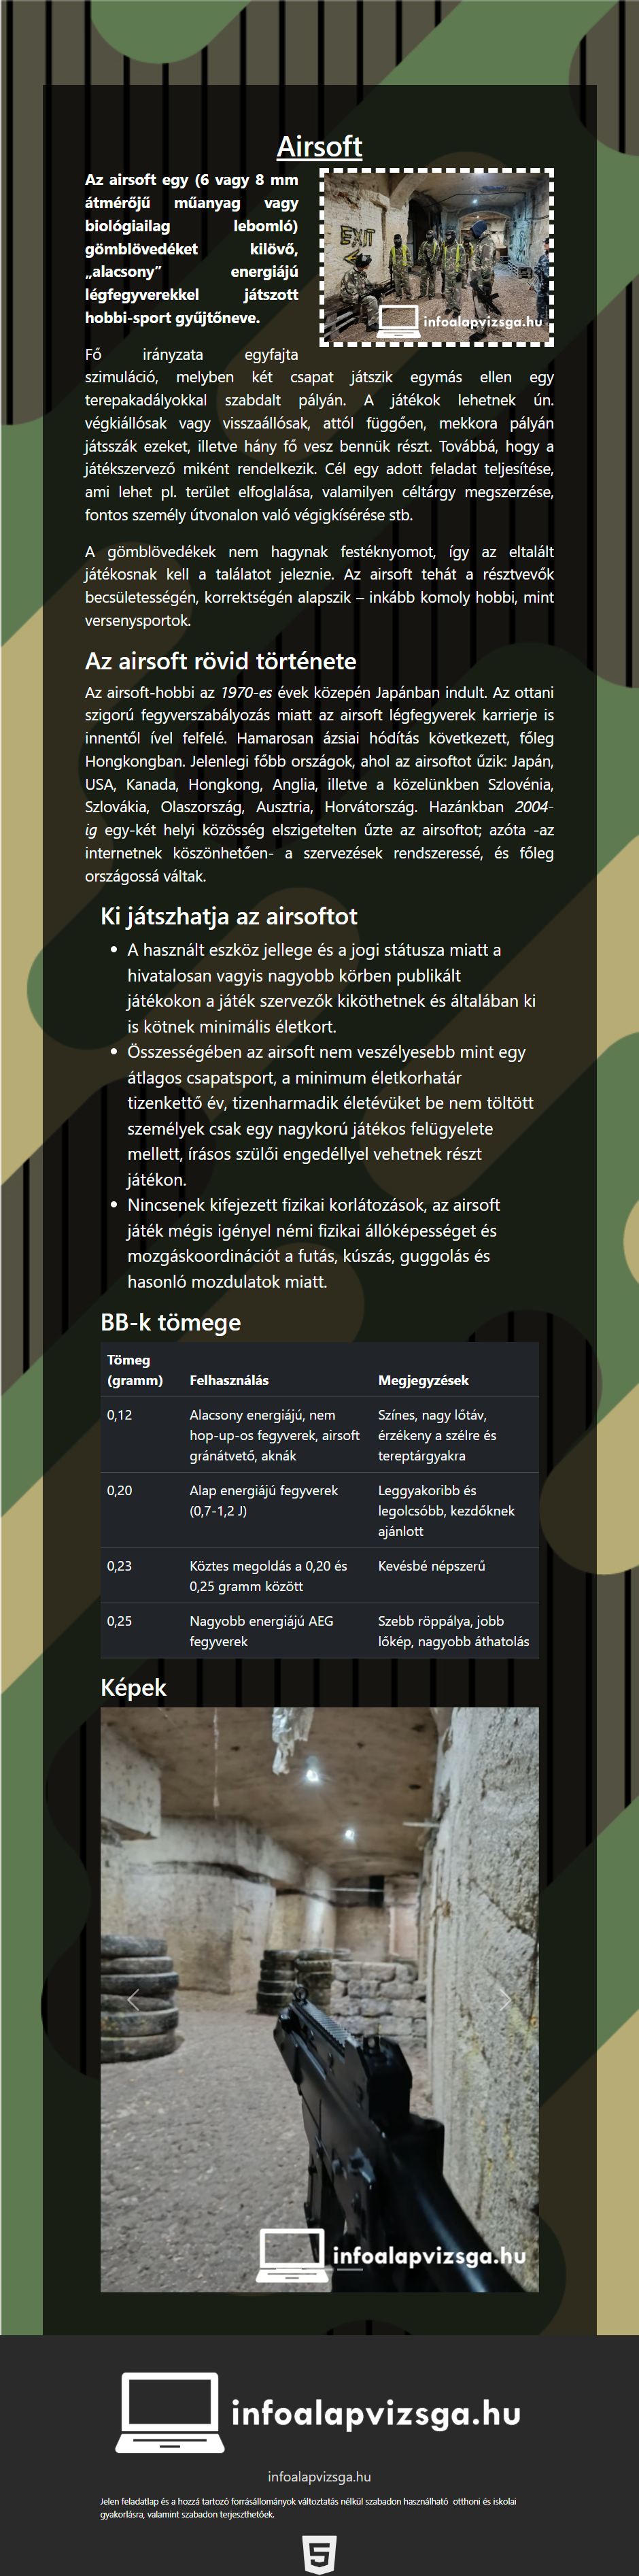 Airsoft
Az airsoft egy (6 vagy 8 mm
átmérőjű műanyag vagy
biológiailag lebomló)
gömblövedéket kilövő,
„alacsony” energiájú
légfegyverekkel játszott
hobbi-sport gyűjtőneve.
EXIT
infoalapvizsga.hu
Fő irányzata egyfajta
szimuláció, melyben két csapat játszik egymás ellen egy
terepakadályokkal szabdalt pályán. A játékok lehetnek ún.
végkiállósak vagy visszaállósak, attól függően, mekkora pályán
játsszák ezeket, illetve hány fő vesz bennük részt. Továbbá, hogy a
játékszervező miként rendelkezik. Cél egy adott feladat teljesítése,
ami lehet pl. terület elfoglalása, valamilyen céltárgy megszerzése,
fontos személy útvonalon való végigkísérése stb.
A gömblövedékek nem hagynak festéknyomot, így az eltalált
játékosnak kell a találatot jeleznie. Az airsoft tehát a résztvevők
becsületességén, korrektségén alapszik – inkább komoly hobbi, mint
versenysportok.
Az airsoft rövid története
Az airsoft-hobbi az 1970-es évek közepén Japánban indult. Az ottani
szigorú fegyverszabályozás miatt az airsoft légfegyverek karrierje is
innentől ível felfelé. Hamarosan ázsiai hódítás következett, főleg
Hongkongban. Jelenlegi főbb országok, ahol az airsoftot űzik: Japán,
USA, Kanada, Hongkong, Anglia, illetve a közelünkben Szlovénia,
Szlovákia, Olaszország, Ausztria, Horvátország. Hazánkban 2004-
ig egy-két helyi közösség elszigetelten űzte az airsoftot; azóta -az
internetnek köszönhetően- a szervezések rendszeressé, és főleg
országossá váltak.
Ki játszhatja az airsoftot
• A használt eszköz jellege és a jogi státusza miatt a
hivatalosan vagyis nagyobb körben publikált
játékokon a játék szervezők kiköthetnek és általában ki
is kötnek minimális életkort.
• Összességében az airsoft nem veszélyesebb mint egy
átlagos csapatsport, a minimum életkorhatár
tizenkettő év, tizenharmadik életévüket be nem töltött
személyek csak egy nagykorú játékos felügyelete
mellett, írásos szülői engedéllyel vehetnek részt
játékon.
• Nincsenek kifejezett fizikai korlátozások, az airsoft
játék mégis igényel némi fizikai állóképességet és
mozgáskoordinációt a futás, kúszás, guggolás és
hasonló mozdulatok miatt.
BB-k tömege
Tömeg
(gramm) Felhasználás Megjegyzések
0,12 Alacsony energiájú, nem Színes, nagy lőtáv,
hop-up-os fegyverek, airsoft érzékeny a szélre és
gránátvető, aknák tereptárgyakra
0,20 Alap energiájú fegyverek Leggyakoribb és
(0,7-1,2 J) legolcsóbb, kezdőknek
ajánlott
0,23 Köztes megoldás a 0,20 és Kevésbé népszerű
0,25 gramm között
0,25 Nagyobb energiájú AEG Szebb röppálya, jobb
fegyverek lőkép, nagyobb áthatolás
Képek
infoalapvizsga.hu
infoalapvizsga.hu
infoalapvizsga.hu
Jelen feladatlap és a hozzá tartozó forrásállományok változtatás nélkül szabadon használható otthoni és iskolai
gyakorlásra, valamint szabadon terjeszthetőek.
5